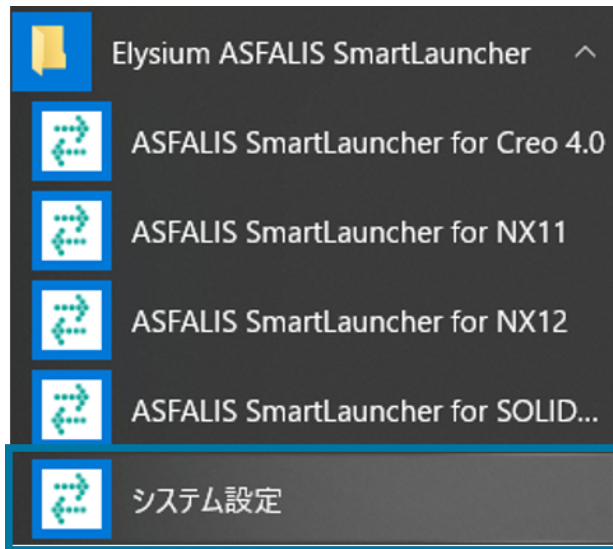 Elysium ASFALIS SmartLauncher
ASFALIS SmartLauncher for Creo 4.0
ASFALIS SmartLauncher for NX11
ASFALIS SmartLauncher for NX12
ASFALIS SmartLauncher for SOLID...
システム設定